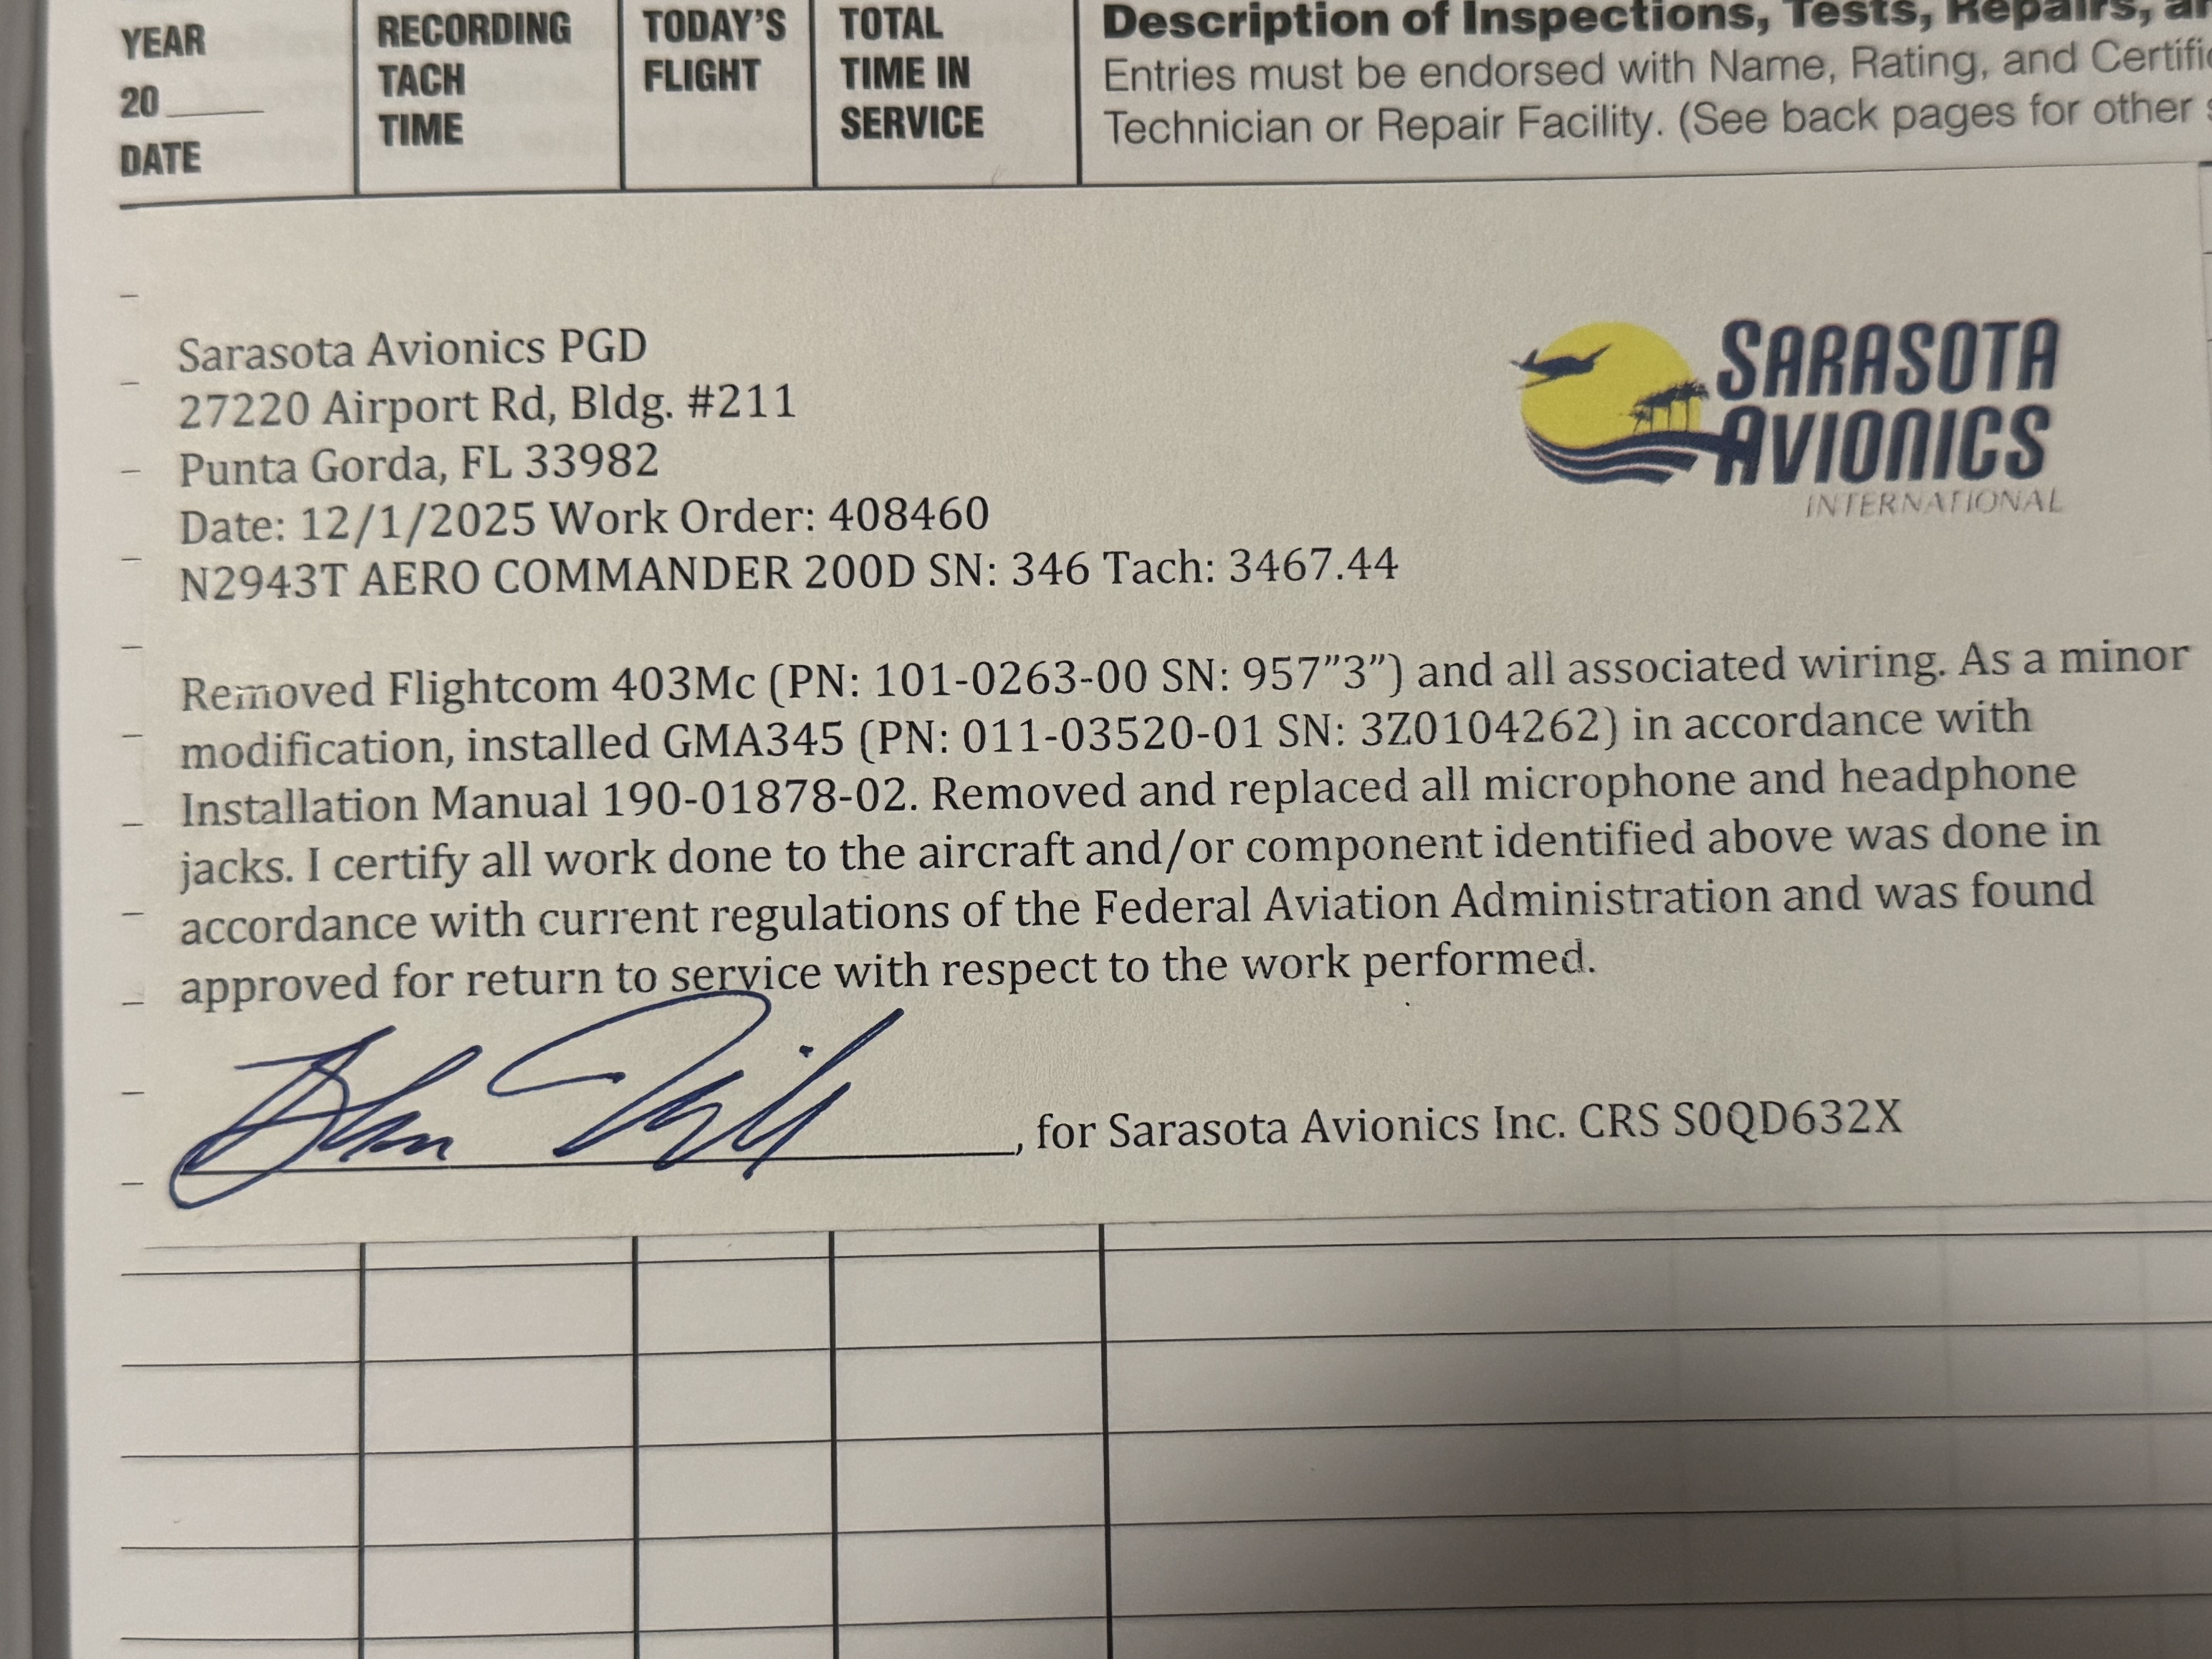 YEAR
20
DATE
RECORDING
TACH
TIME
TODAY'S
FLIGHT
TOTAL
TIME IN
SERVICE
Description of Inspections, Tests, Repairs,
Entries must be endorsed with Name, Rating, and
Technician or Repair Facility. (See back pages for other
Sarasota Avionics PGD
27220 Airport Rd, Bldg. #211
Punta Gorda, FL 33982
Date: 12/1/2025 Work Order: 408460
N2943T AERO COMMANDER 200D SN: 346 Tach: 3467.44
SARASOTA
AVIONICS
INTERNATIONAL
Removed Flightcom 403Mc (PN: 101-0263-00 SN: 957”3”) and all associated wiring. As a minor
modification, installed GMA345 (PN: 011-03520-01 SN: 3Z0104262) in accordance with
Installation Manual 190-01878-02. Removed and replaced all microphone and headphone
jacks. I certify all work done to the aircraft and/or component identified above was done in
accordance with current regulations of the Federal Aviation Administration and was found
approved for return to service with respect to the work performed.
, for Sarasota Avionics Inc. CRS S0QD632X